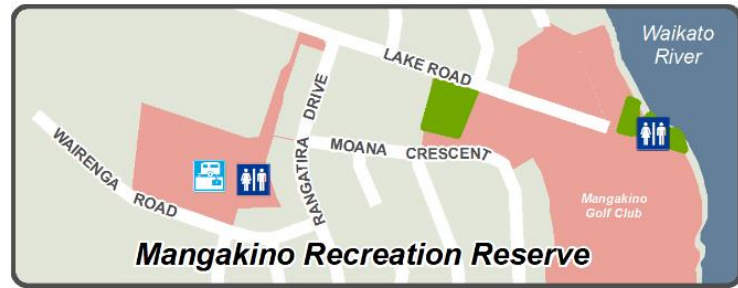 Waikato
River
LAKE ROAD
RANGATIRA DRIVE
MOANA CRESCENT
WAIRENGA ROAD
Mangakino
Golf Club
Mangakino Recreation Reserve